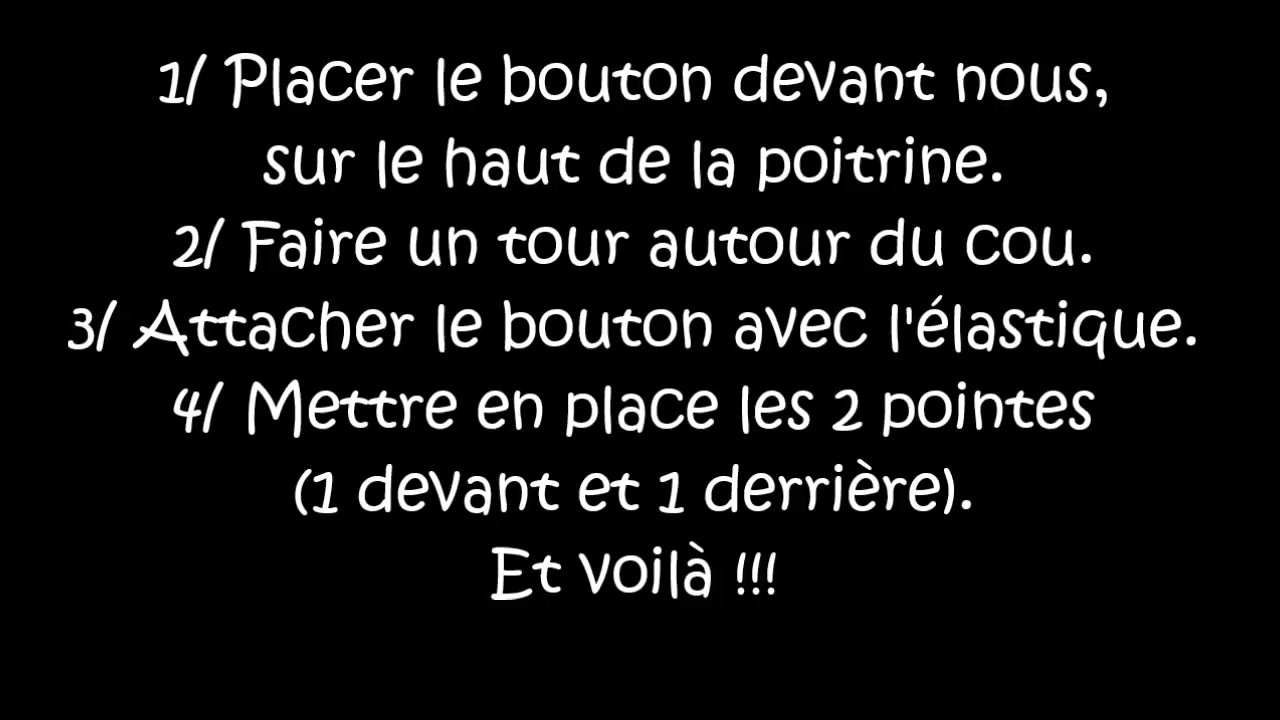 1/ Placer le bouton devant nous,
sur le haut de la poitrine.
2/ Faire un tour autour du cou.
3/ Attacher le bouton avec l'élastique.
4/ Mettre en place les 2 pointes
(1 devant et 1 derrière).
Et voilà !!!